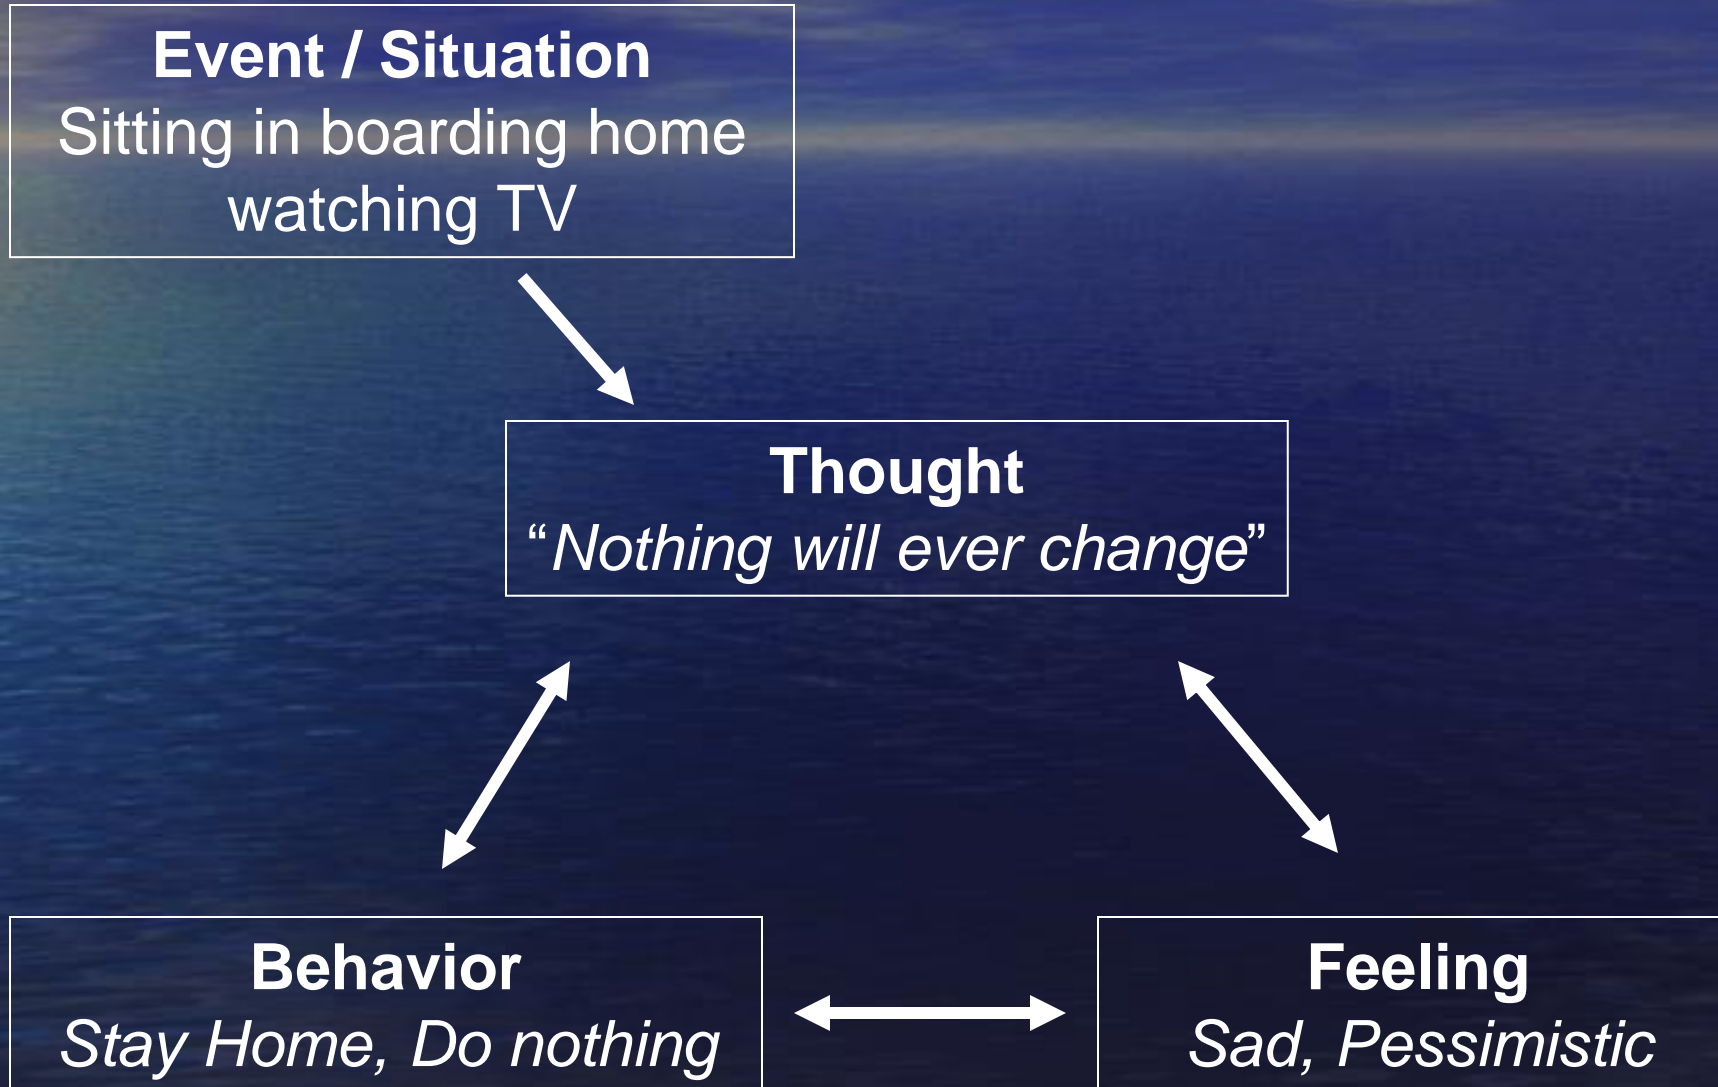 Event / Situation
Sitting in boarding home
watching TV
Thought
“Nothing will ever change”
Behavior
Stay Home, Do nothing
Feeling
Sad, Pessimistic